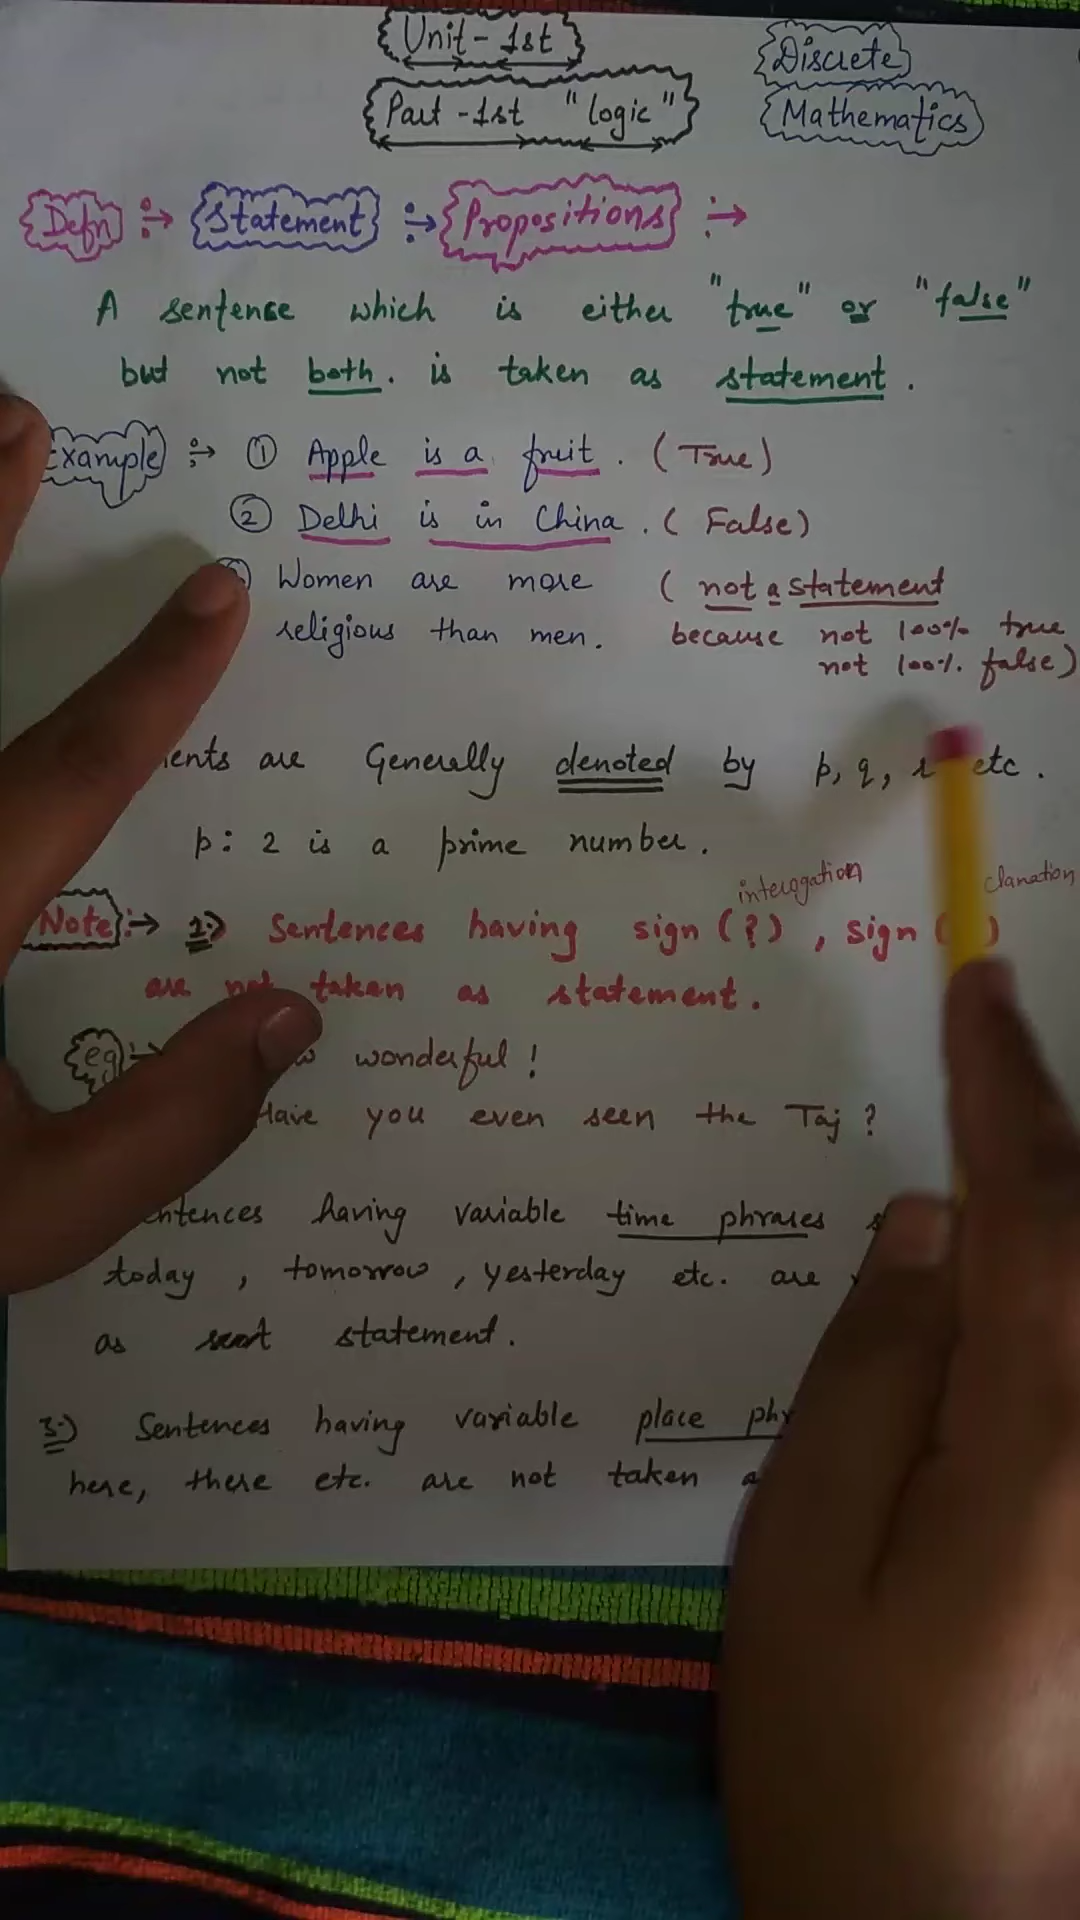 Unit-1st
Discrete
Part-1st "logic"
Mathematics
Defn Statement Propositions
A sentence which is either "true" or "false"
but not both. is taken as statement.
Example ① Apple is a fruit. (True)
② Delhi is in China. (False)
Women are more (not a statement
religious than men. because not 100% true
not 100% false)
are Generally denoted by p, q, etc.
p: 2 is a prime number.
interogation
Note:→ 1) Sentences having sign (?), sign
are not taken as statement.
eg:→ wonderful!
Have you even seen the Taj?
having variable time phrases
today, tomorrow, yesterday etc. are
as statement.
3.) Sentences having variable place
here, there etc. are not taken